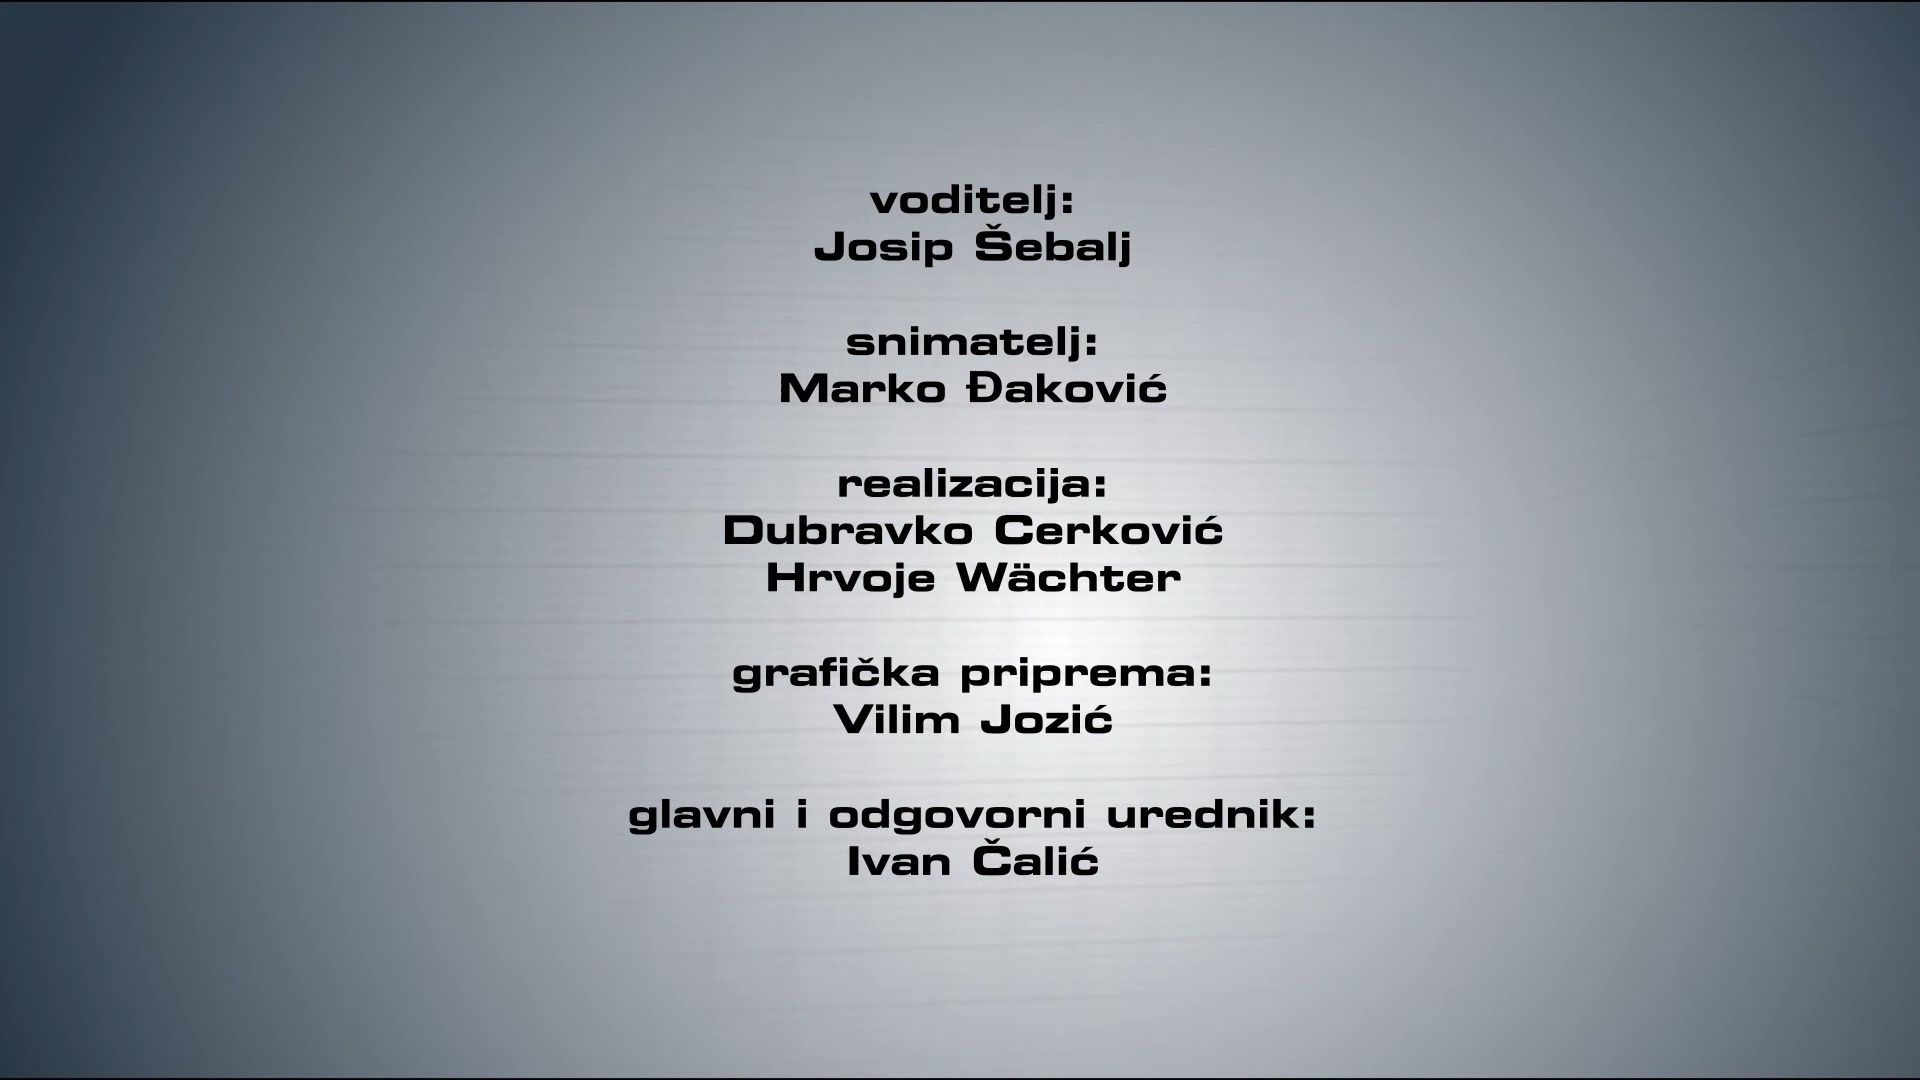 voditelj:
Josip Šebalj
snimatelj:
Marko Đaković
realizacija:
Dubravko Cerković
Hrvoje Wächter
grafička priprema:
Vilim Jozić
glavni i odgovorni urednik:
Ivan Čalić